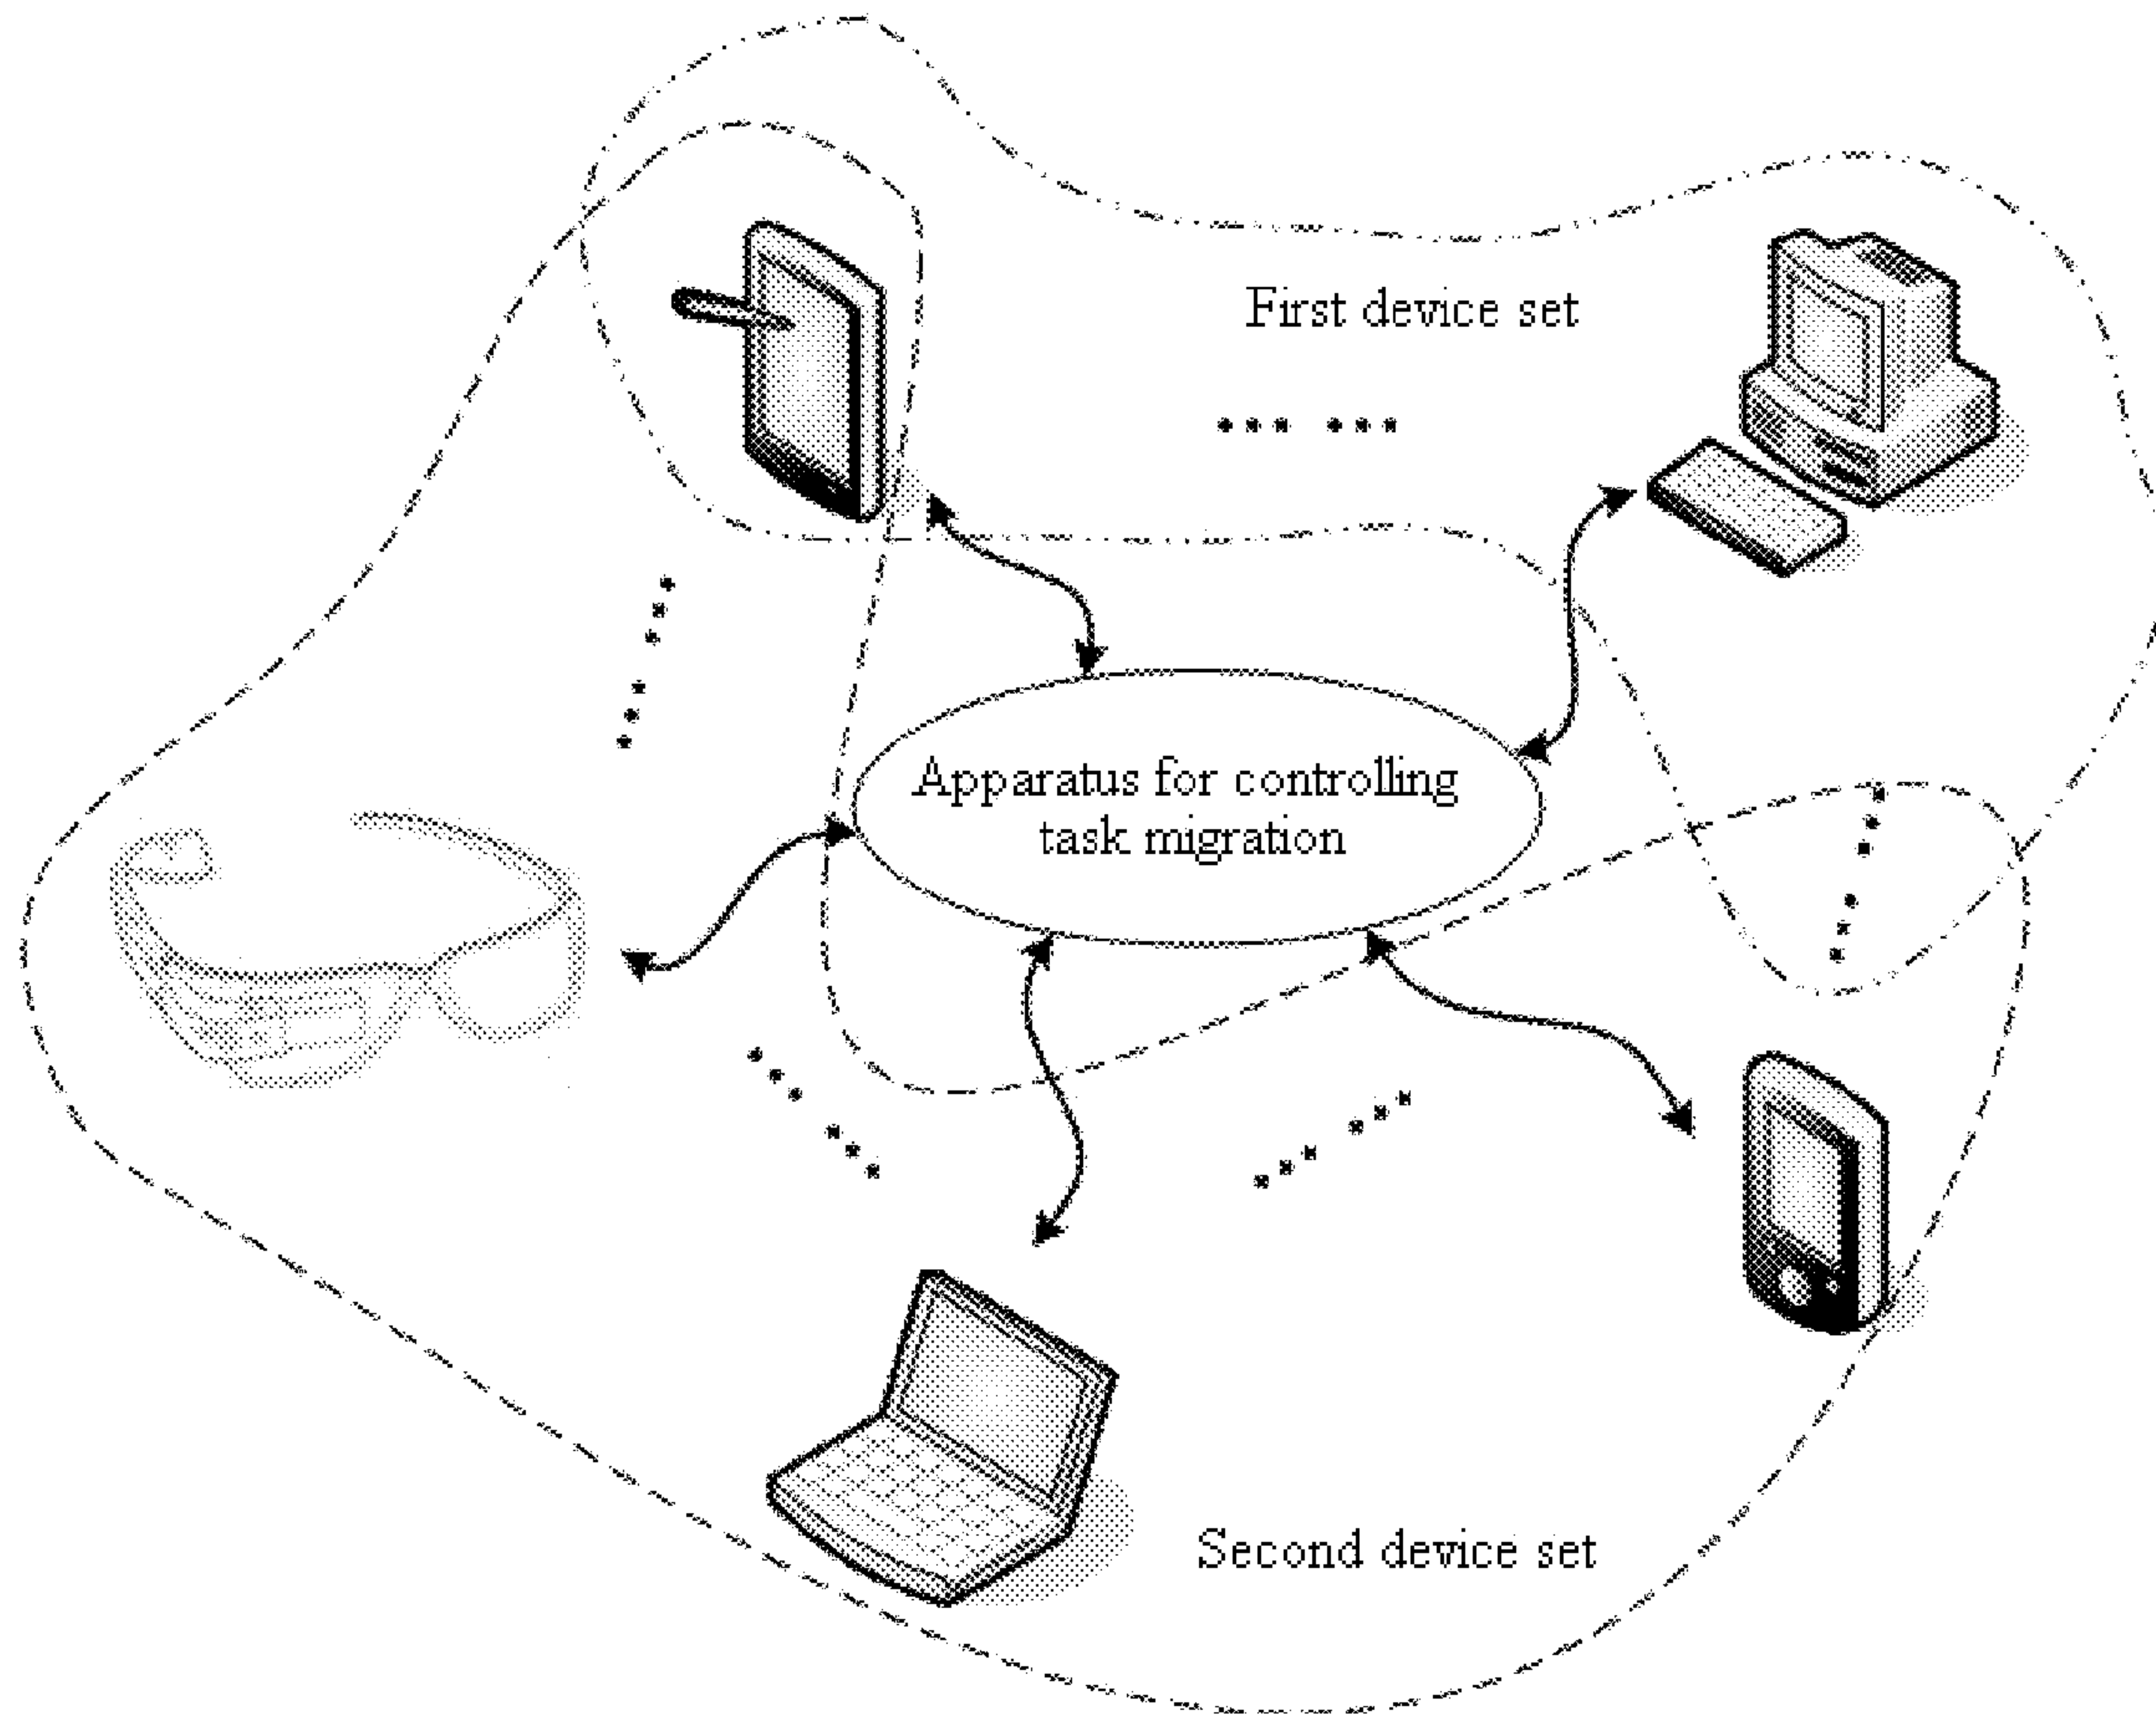 First device set
Apparatus for controlling
task migration
Second device set